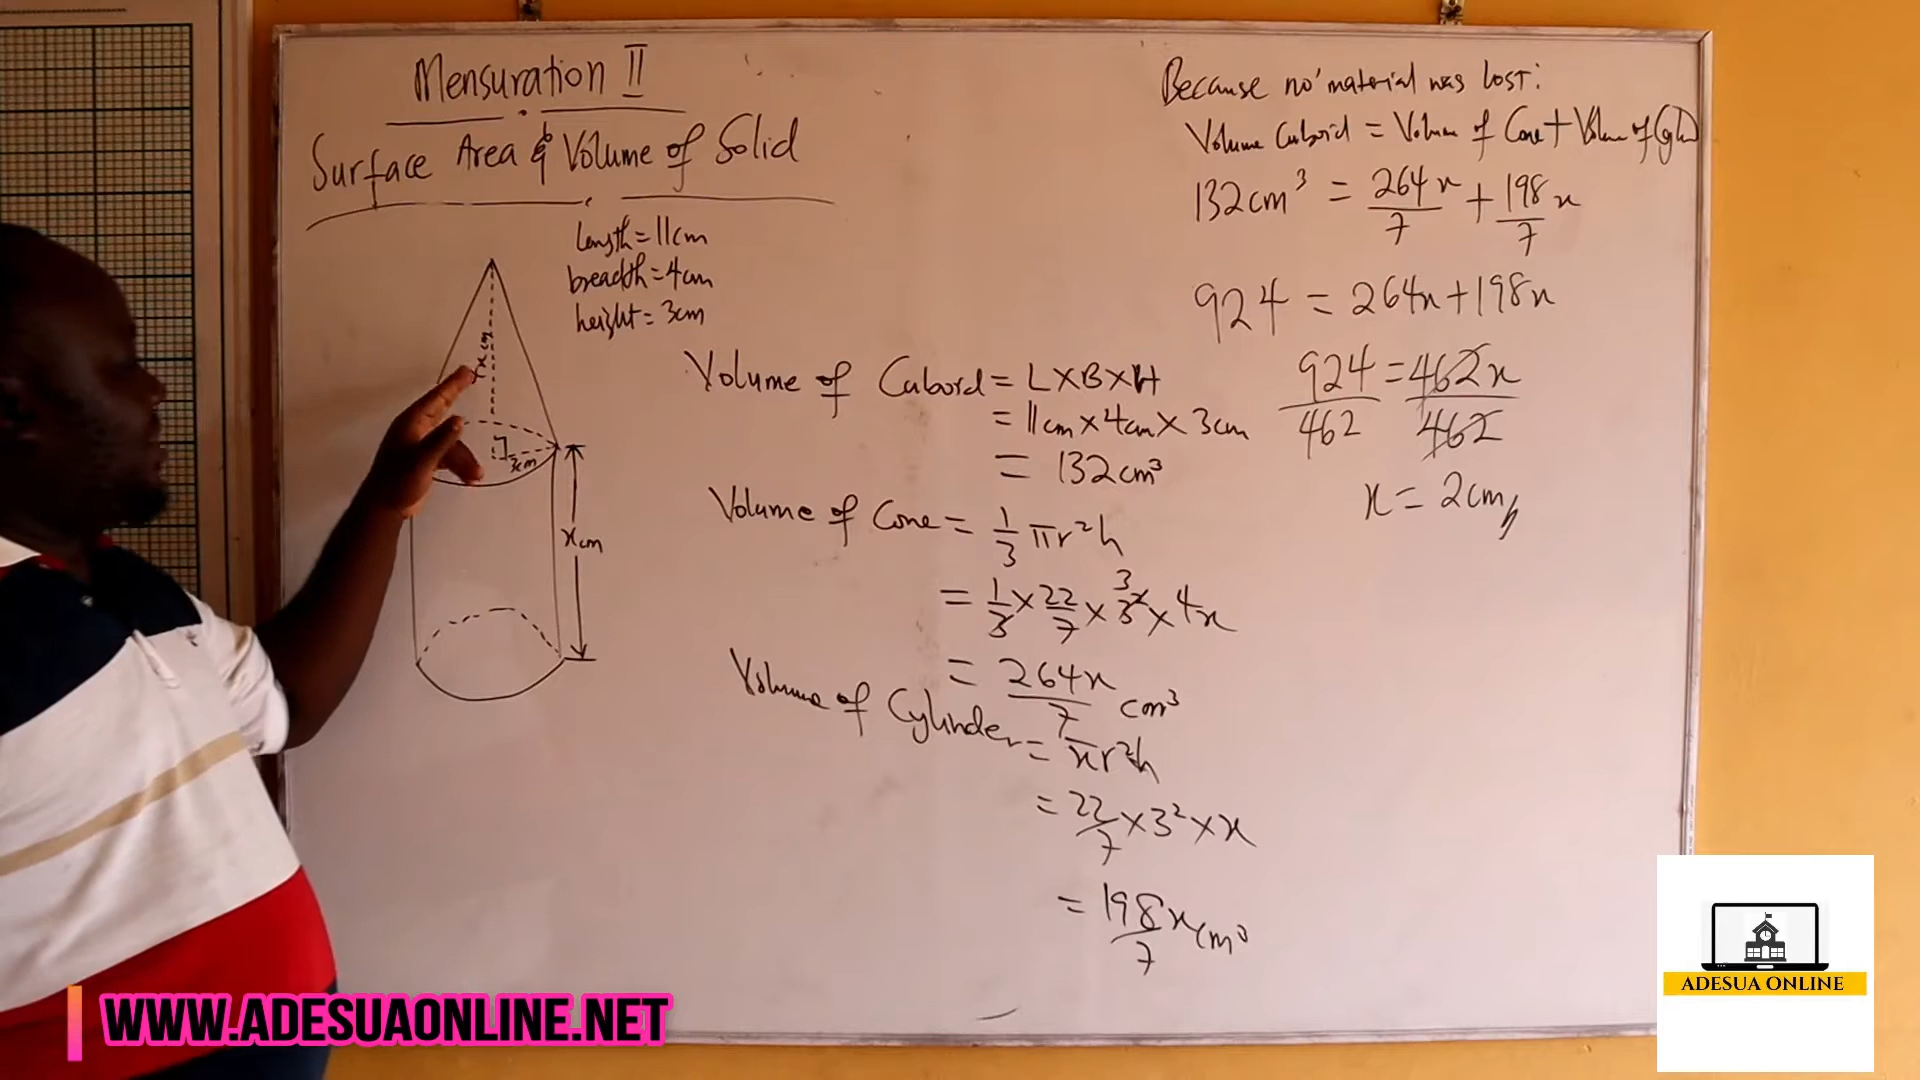 Mensuration II
Surface Area & Volume of Solid
Length = 11cm
breadth = 4cm
height = 3cm
x cm
3cm
x cm
Volume of Cuboid = L×B×H
= 11cm × 4cm × 3cm
= 132cm³
Volume of Cone = 1/3 πr²h
= 1/3 × 22/7 × 3² × 4x
3
= 264x/7 cm³
Volume of Cylinder = πr²h
= 22/7 × 3² × x
= 198x/7 cm³
Because no material was lost:
Volume Cuboid = Volume of Cone + Volume of
132cm³ = 264x/7 + 198x/7
924 = 264x + 198x
924/462 = 462x/462
x = 2cm
WWW.ADESUAONLINE.NET
ADESUA ONLINE